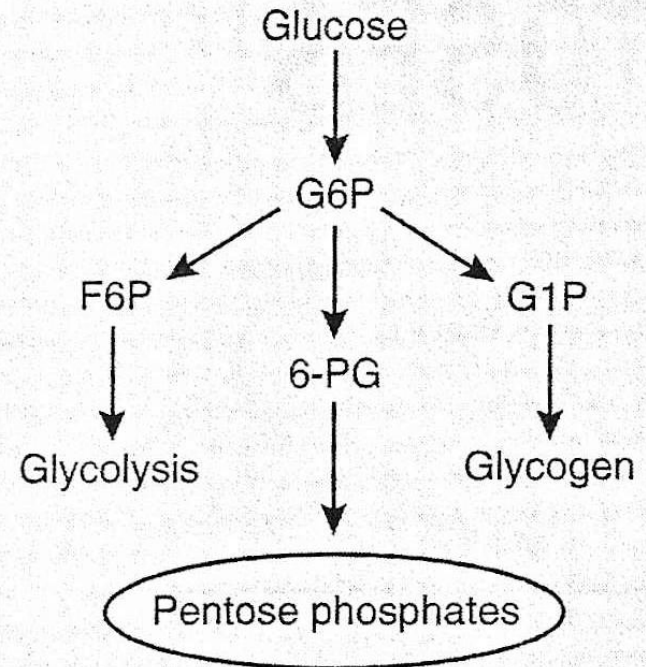 Glucose
G6P
F6P
G1P
6-PG
Glycolysis
Glycogen
Pentose phosphates